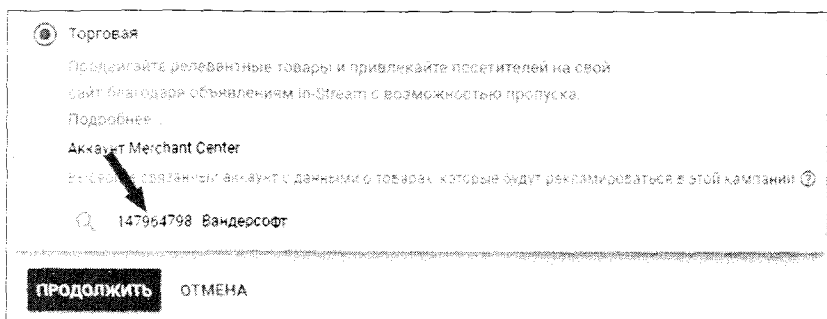 Торговая
Продвигайте релевантные товары и привлекайте посетителей на свой
сайт благодаря объявлениям In-Stream с возможностью пропуска.
Подробнее...
Аккаунт Merchant Center
связанный аккаунт с данными о товарах, которые будут рекламироваться в этой кампании
147964798 Вандерсофт
ПРОДОЛЖИТЬ ОТМЕНА